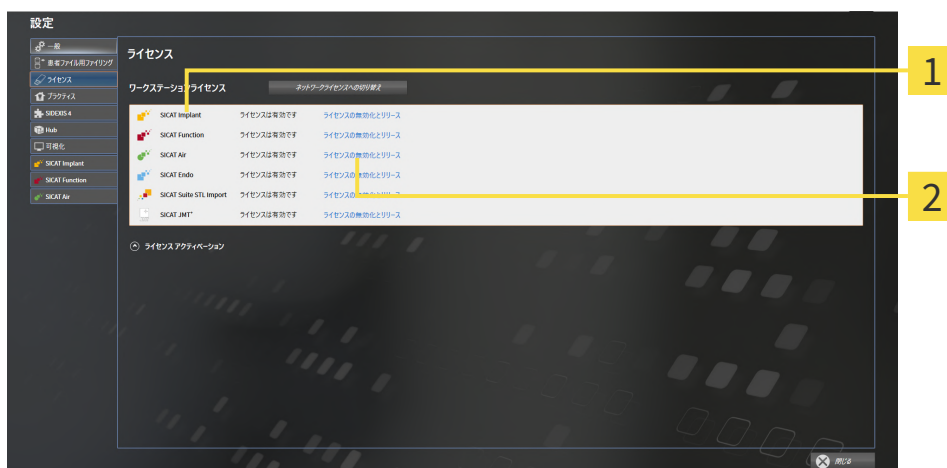 設定
一般
患者ファイル用ファイリング
ライセンス
プラクティス
SIDEXIS 4
Hub
可視化
SICAT Implant
SICAT Function
SICAT Air
ライセンス
ワークステーションライセンス
ネットワークライセンスへの切り替え
SICAT Implant ライセンスは有効です ライセンスの無効化とリリース
SICAT Function ライセンスは有効です ライセンスの無効化とリリース
SICAT Air ライセンスは有効です ライセンスの無効化とリリース
SICAT Endo ライセンスは有効です ライセンスの無効化とリリース
SICAT Suite STL Import ライセンスは有効です ライセンスの無効化とリリース
SICAT JMT⁺ ライセンスは有効です ライセンスの無効化とリリース
ライセンス アクティベーション
閉じる
1
2